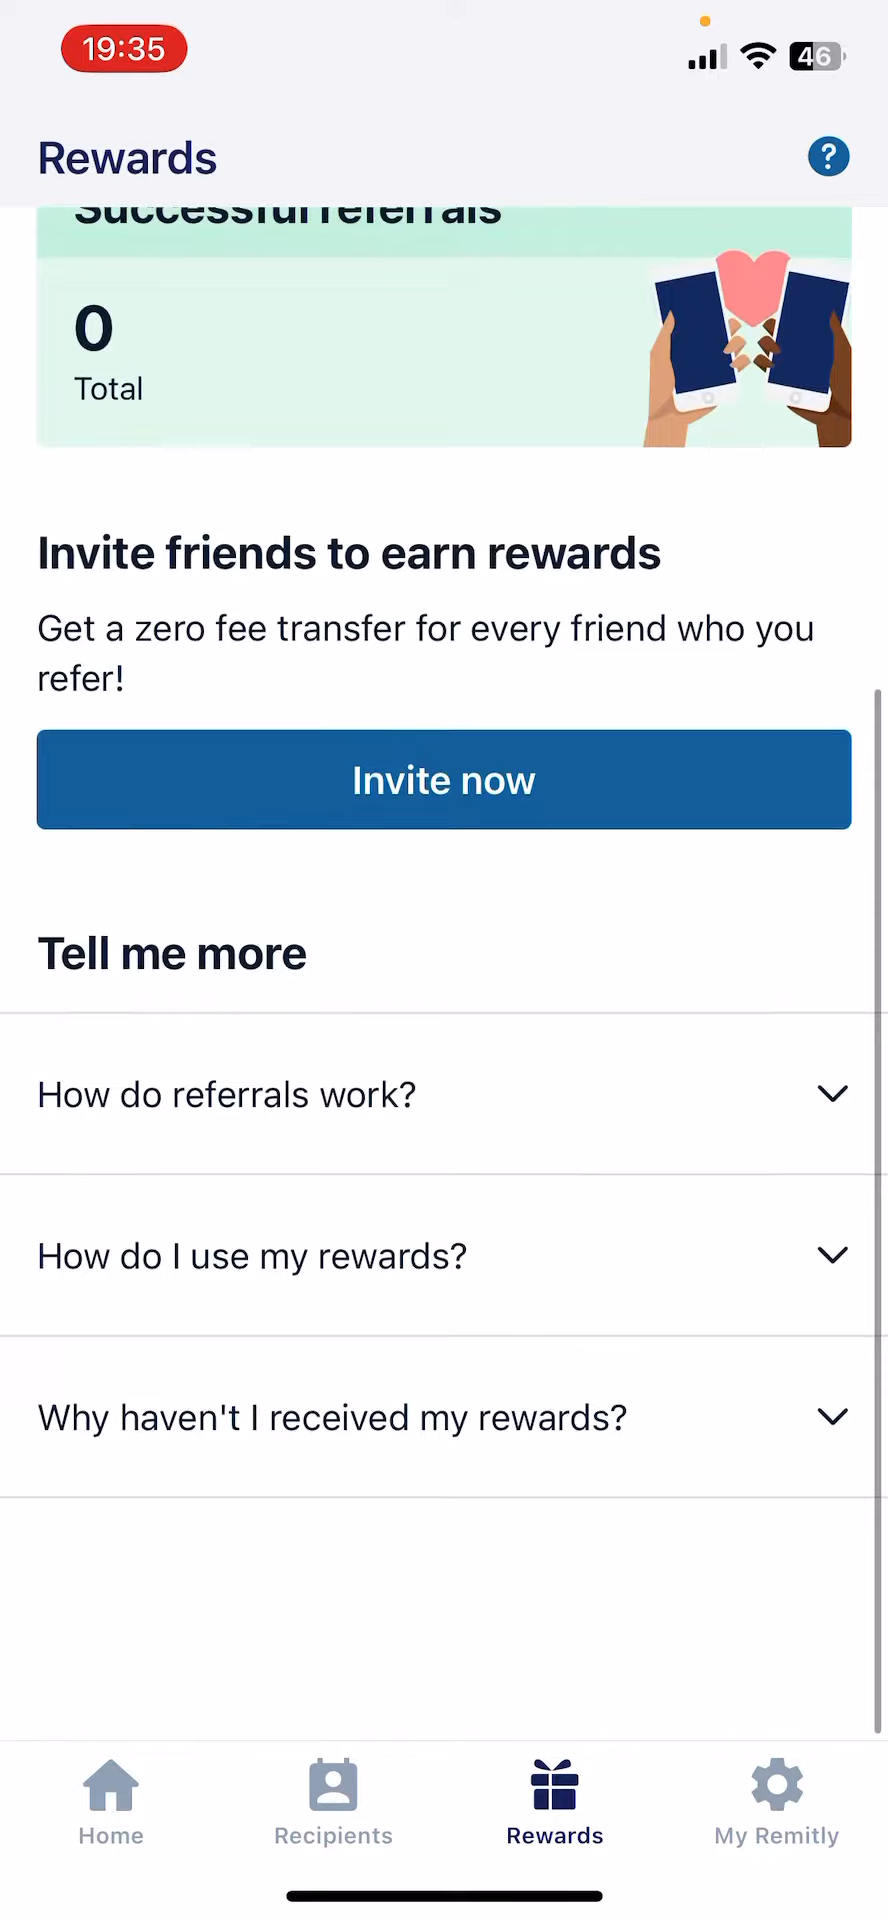 19:35
46
Rewards
?
Successful referrals
0
Total
Invite friends to earn rewards
Get a zero fee transfer for every friend who you
refer!
Invite now
Tell me more
How do referrals work?
How do I use my rewards?
Why haven't I received my rewards?
Home
Recipients
Rewards
My Remitly